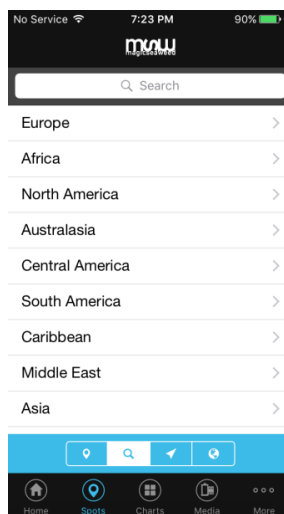 No Service 7:23 PM 90%
msw
magicseaweed
Search
Europe
Africa
North America
Australasia
Central America
South America
Caribbean
Middle East
Asia
Home Spots Charts Media More